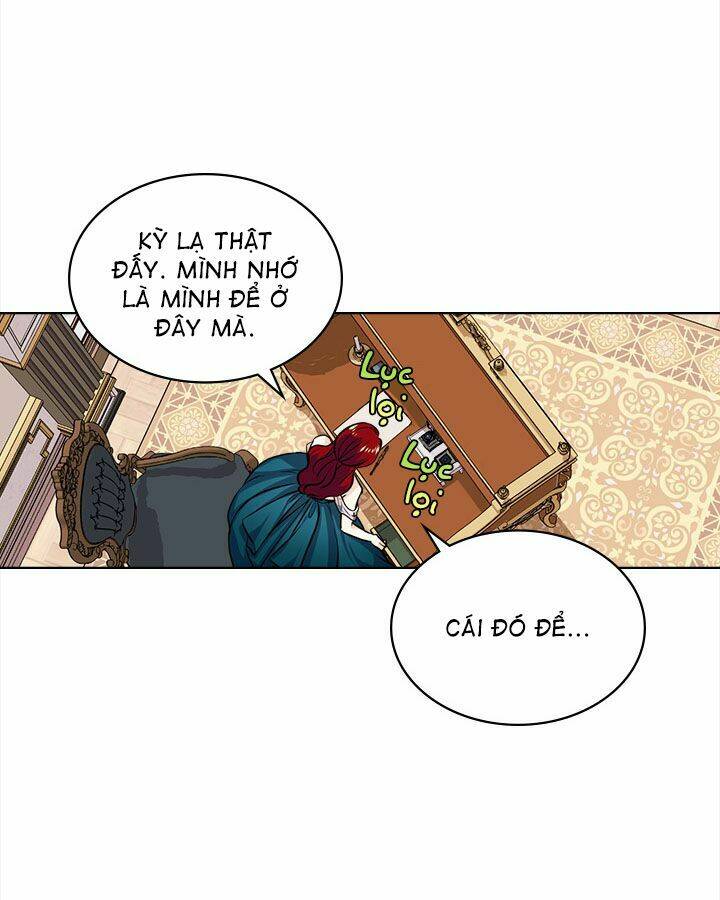 KỲ LẠ THẬT
ĐẤY. MÌNH NHỚ
LÀ MÌNH ĐỂ Ở
ĐÂY MÀ.
Lục
lọi
Lục
lọi
CÁI ĐÓ ĐỂ...